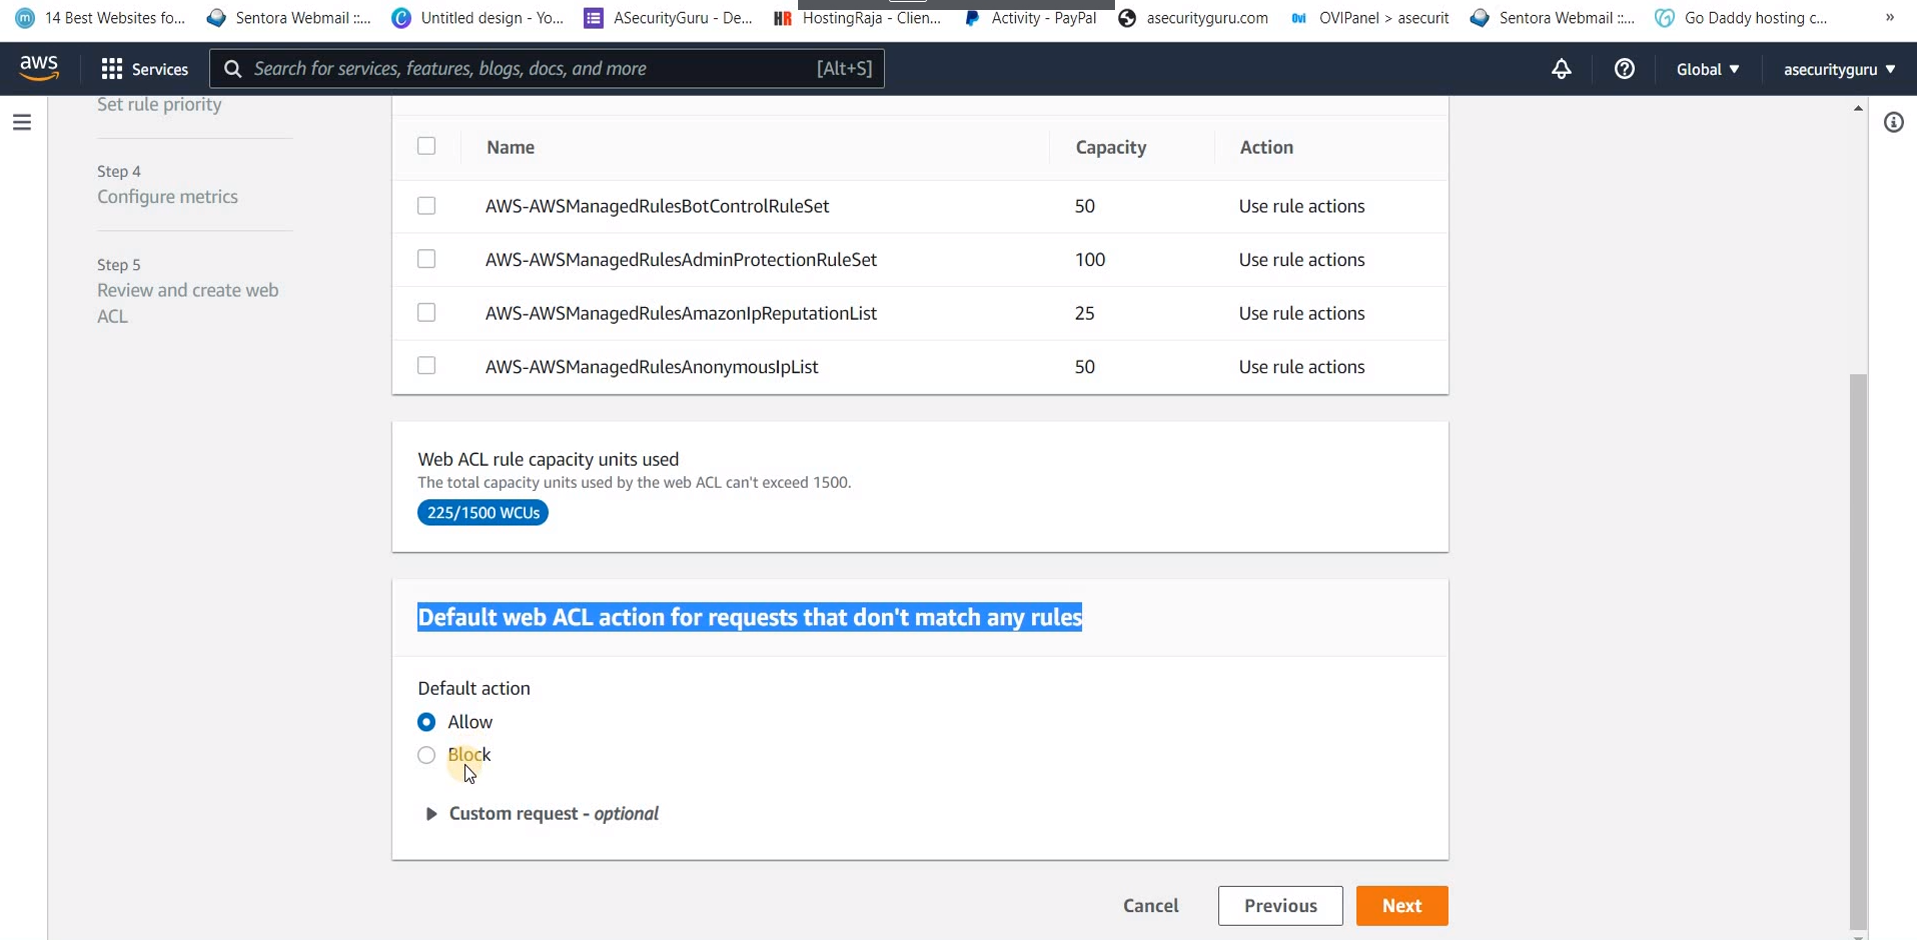 14 Best Websites fo...
Sentora Webmail ::...
Untitled design - Yo...
ASecurityGuru - De...
HR HostingRaja - Clien...
Activity - PayPal
asecurityguru.com
OVI OVIPanel > asecurit
Sentora Webmail ::...
Go Daddy hosting c...
»
aws
Services
Search for services, features, blogs, docs, and more [Alt+S]
Global
asecurityguru
Set rule priority
Step 4
Configure metrics
Step 5
Review and create web
ACL
Name Capacity Action
AWS-AWSManagedRulesBotControlRuleSet 50 Use rule actions
AWS-AWSManagedRulesAdminProtectionRuleSet 100 Use rule actions
AWS-AWSManagedRulesAmazonIpReputationList 25 Use rule actions
AWS-AWSManagedRulesAnonymousIpList 50 Use rule actions
Web ACL rule capacity units used
The total capacity units used by the web ACL can't exceed 1500.
225/1500 WCUs
Default web ACL action for requests that don't match any rules
Default action
Allow
Block
Custom request - optional
Cancel
Previous
Next